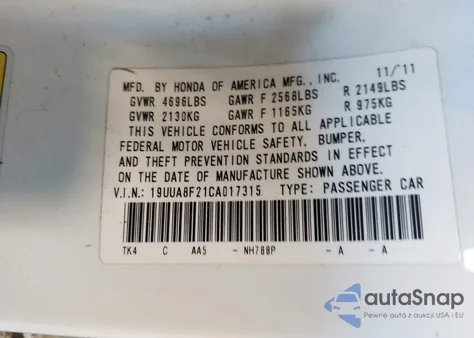 MFD. BY HONDA OF AMERICA MFG., INC. 11/'11
GVWR 4696LBS GAWR F 2568LBS R 2149LBS
GVWR 2130KG GAWR F 1165KG R 975KG
THIS VEHICLE CONFORMS TO ALL APPLICABLE
FEDERAL MOTOR VEHICLE SAFETY, BUMPER,
AND THEFT PREVENTION STANDARDS IN EFFECT
ON THE DATE OF MANUFACTURE SHOWN ABOVE.
V.I.N.: 19UUA8F21CA017315 TYPE: PASSENGER CAR
TK4 C AA5 - NH788P - A - A
autoSnap
Pewne auta z aukcji USA i EU